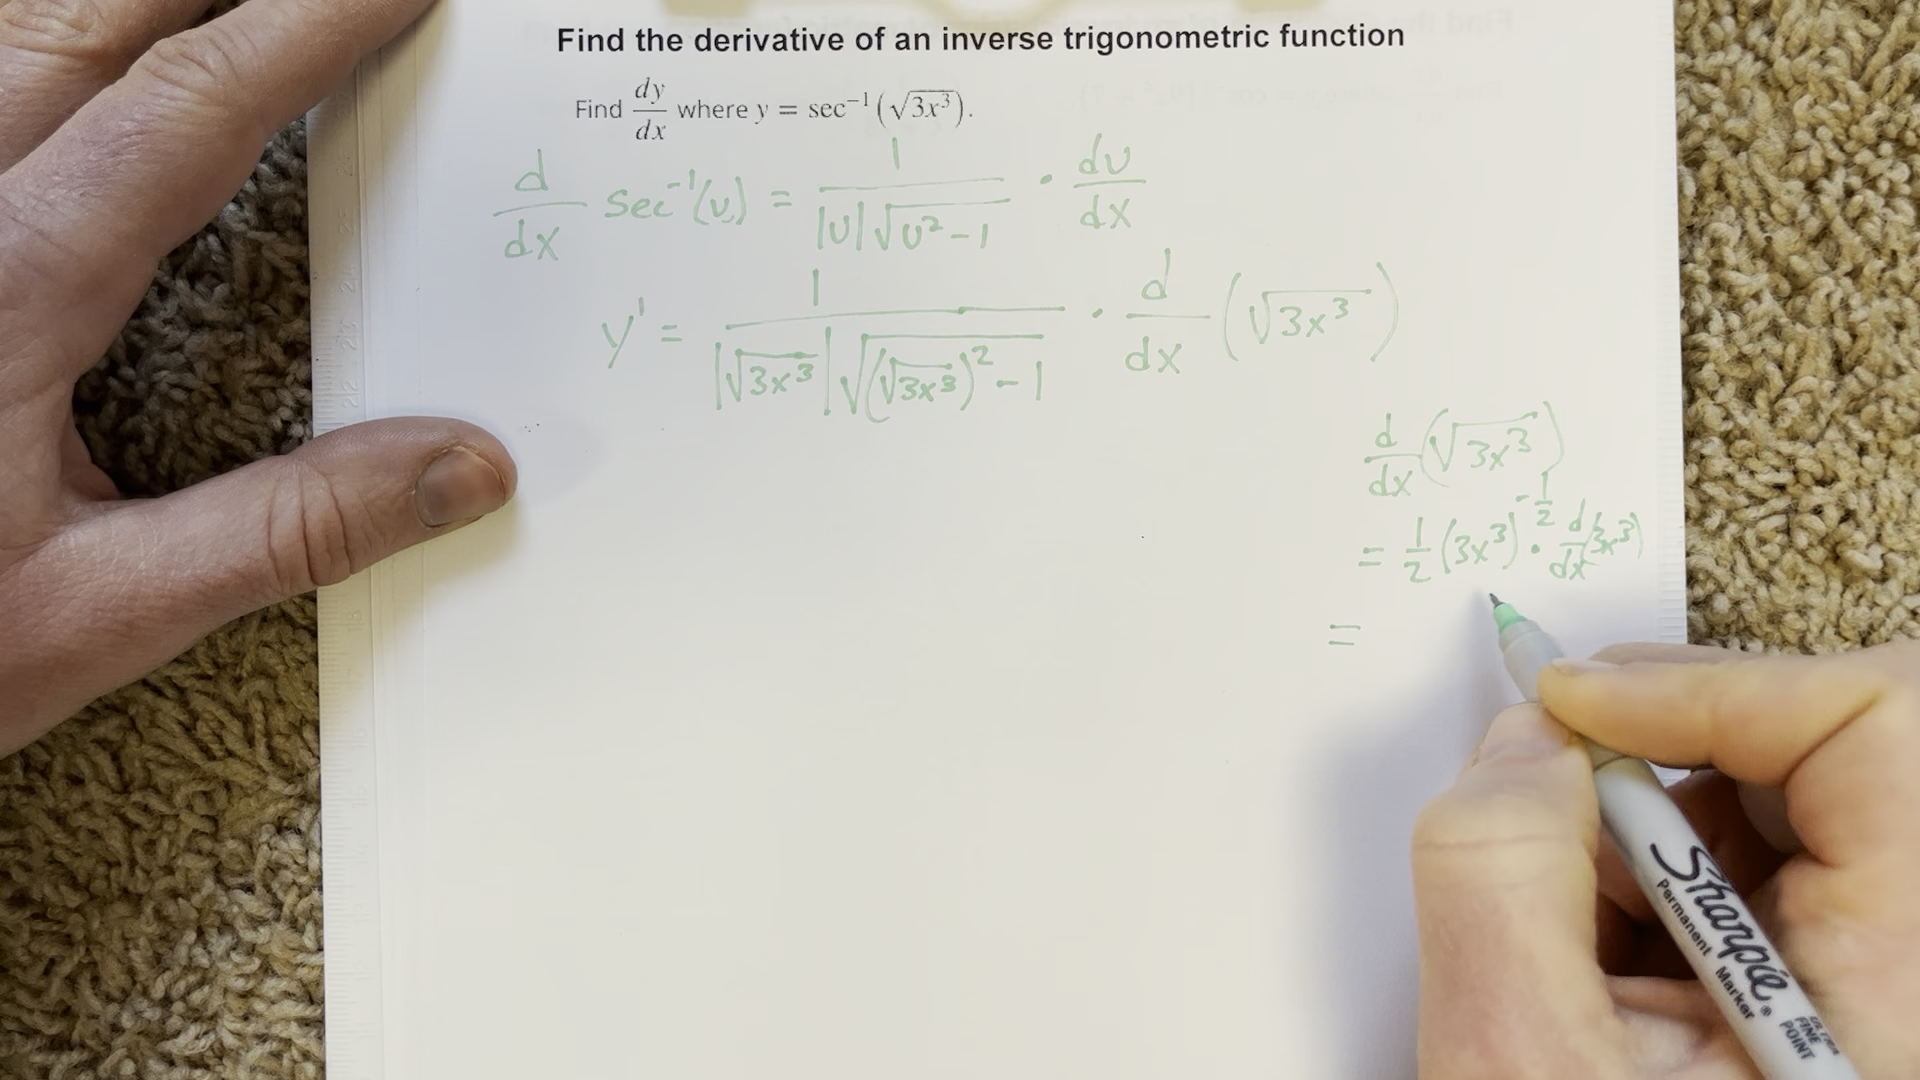 Find the derivative of an inverse trigonometric function
Find dy/dx where y = sec⁻¹(√(3x³)).
d/dx sec⁻¹(u) = 1/(|u|√(u²-1)) · du/dx
y' = 1/(|√(3x³)|√((√(3x³))²-1)) · d/dx (√(3x³))
d/dx (√(3x³))
= 1/2 (3x³)^(-1/2) · d/dx (3x³)
=
Sharpie®
Permanent Marker
FINE
POINT